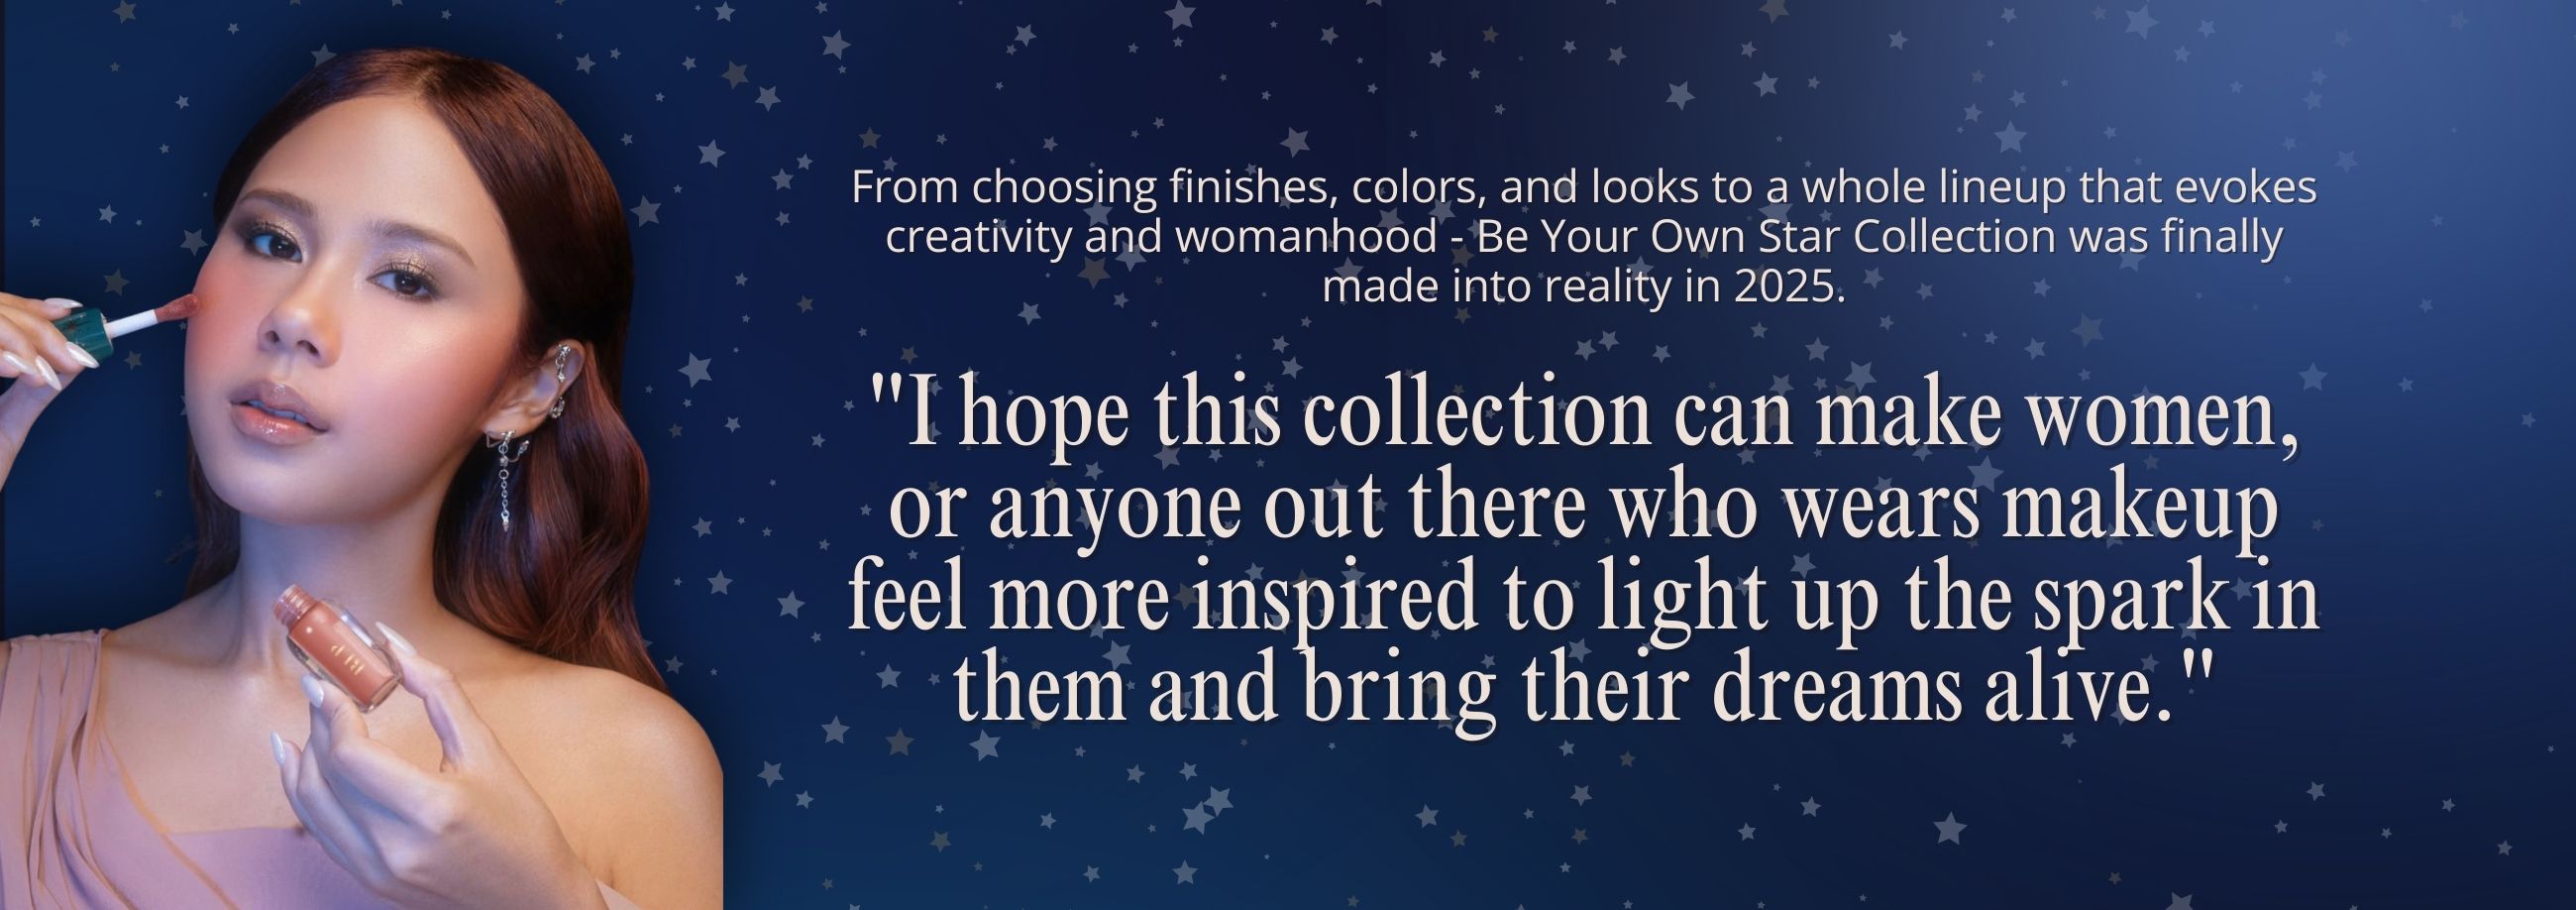 From choosing finishes, colors, and looks to a whole lineup that evokes
creativity and womanhood - Be Your Own Star Collection was finally
made into reality in 2025.
"I hope this collection can make women,
or anyone out there who wears makeup
feel more inspired to light up the spark in
them and bring their dreams alive."
BLP